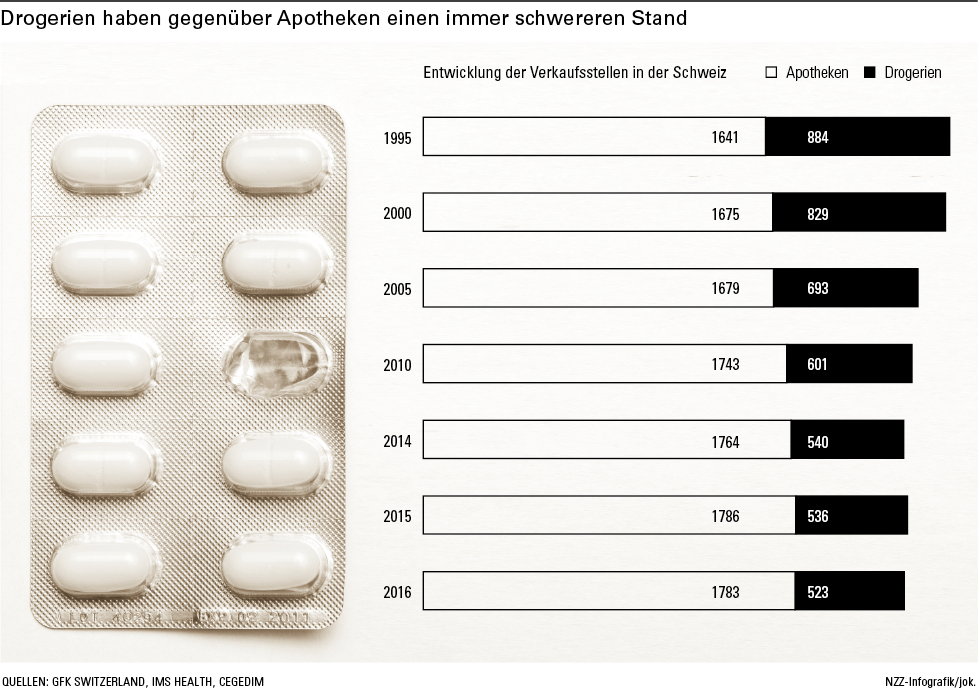 Drogerien haben gegenüber Apotheken einen immer schwereren Stand
Entwicklung der Verkaufsstellen in der Schweiz Apotheken Drogerien
1995 1641 884
2000 1675 829
2005 1679 693
2010 1743 601
2014 1764 540
2015 1786 536
2016 1783 523
LOT
QUELLEN: GFK SWITZERLAND, IMS HEALTH, CEGEDIM NZZ-Infografik/jok.